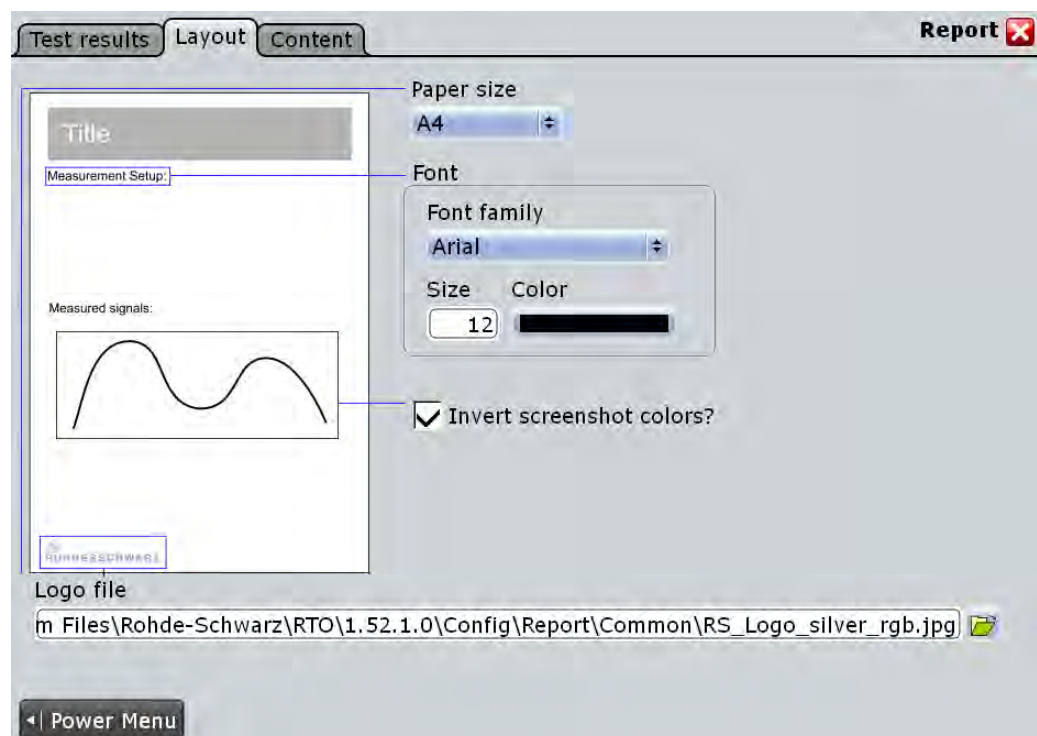 Test results Layout Content Report
Paper size
A4
Title
Measurement Setup:
Font
Font family
Arial
Size Color
12
Measured signals:
Invert screenshot colors?
ROHDE&SCHWARZ
Logo file
m Files\Rohde-Schwarz\RTO\1.52.1.0\Config\Report\Common\RS_Logo_silver_rgb.jpg
Power Menu